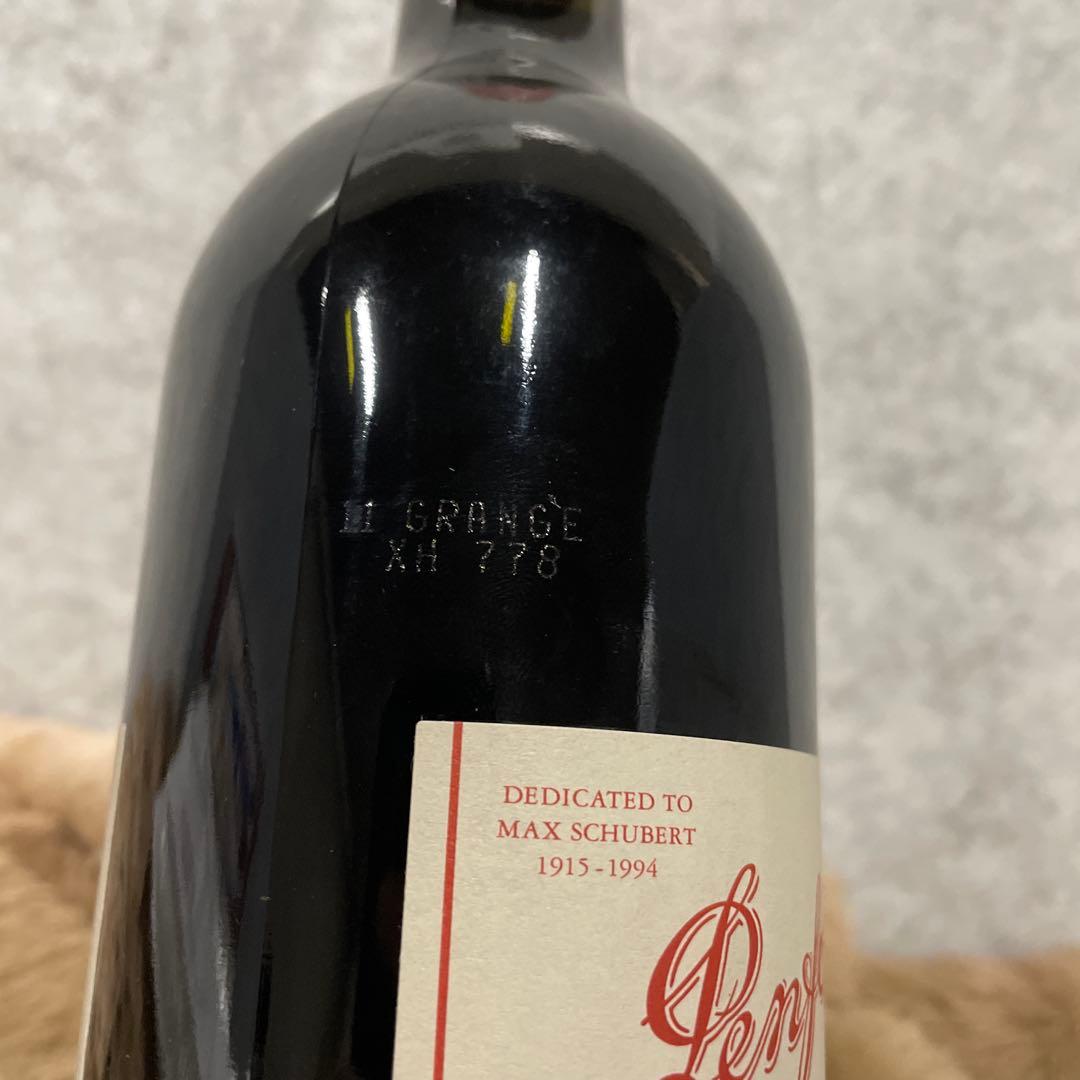 11 GRANGE
XH 778
DEDICATED TO
MAX SCHUBERT
1915-1994